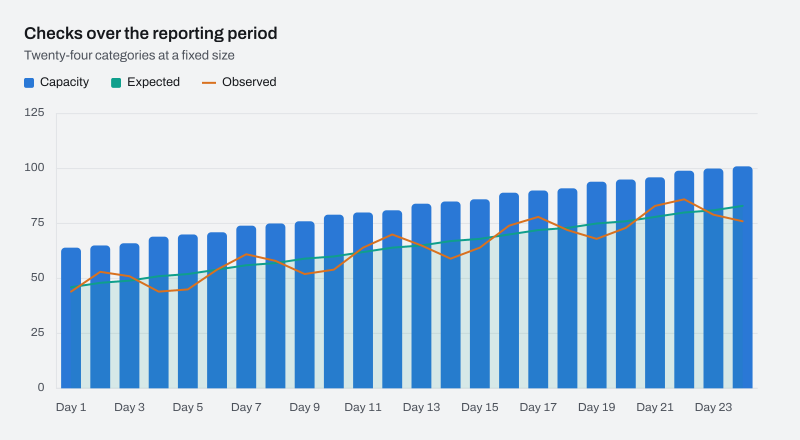 Checks over the reporting period
Twenty-four categories at a fixed size
Capacity Expected Observed
125
100
75
50
25
0
Day 1 Day 3 Day 5 Day 7 Day 9 Day 11 Day 13 Day 15 Day 17 Day 19 Day 21 Day 23